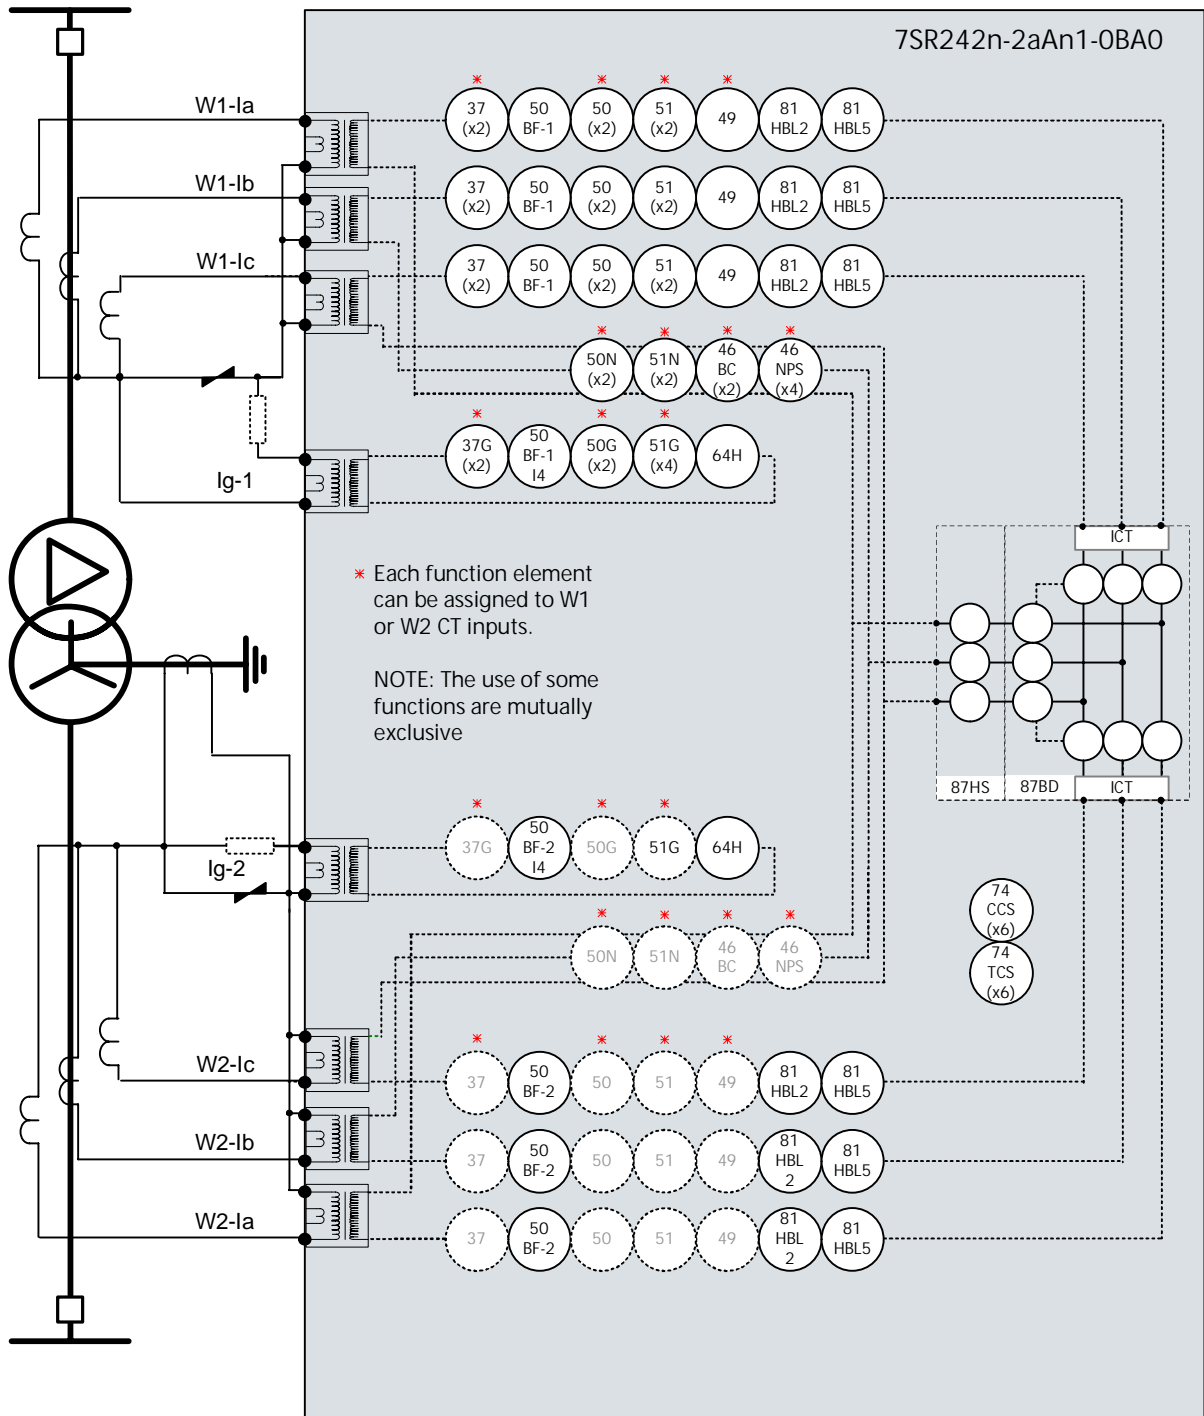 7SR242n-2aAn1-0BA0
* * * *
W1-Ia
37 (x2) 50 BF-1 50 (x2) 51 (x2) 49 81 HBL2 81 HBL5
W1-Ib
37 (x2) 50 BF-1 50 (x2) 51 (x2) 49 81 HBL2 81 HBL5
W1-Ic
37 (x2) 50 BF-1 50 (x2) 51 (x2) 49 81 HBL2 81 HBL5
* * * *
50N (x2) 51N (x2) 46 BC (x2) 46 NPS (x4)
* * *
37G (x2) 50 BF-1 I4 50G (x2) 51G (x4) 64H
Ig-1
ICT
* Each function element
can be assigned to W1
or W2 CT inputs.
NOTE: The use of some
functions are mutually
exclusive
87HS 87BD ICT
* * *
37G 50 BF-2 I4 50G 51G 64H
Ig-2
74 CCS (x6)
* * * *
50N 51N 46 BC 46 NPS
74 TCS (x6)
* * * *
W2-Ic
37 50 BF-2 50 51 49 81 HBL2 81 HBL5
W2-Ib
37 50 BF-2 50 51 49 81 HBL 2 81 HBL5
W2-Ia
37 50 BF-2 50 51 49 81 HBL 2 81 HBL5